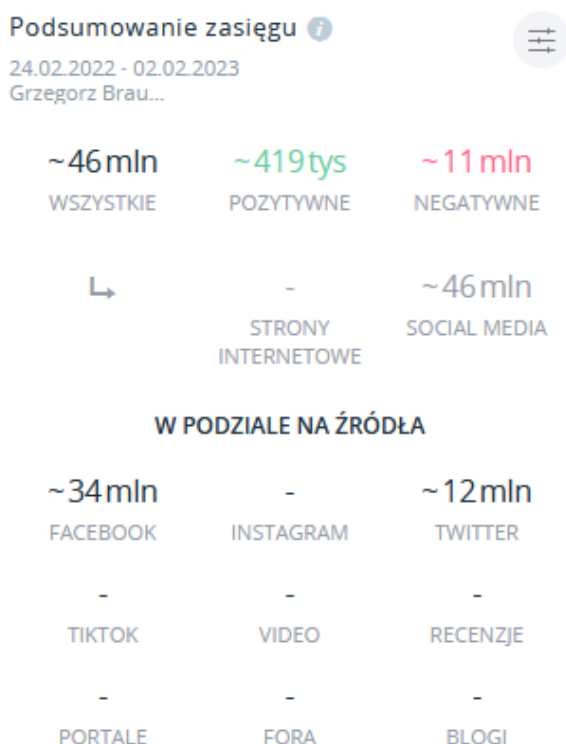 Podsumowanie zasięgu i
24.02.2022 - 02.02.2023
Grzegorz Brau...
~46 mln ~419 tys ~11 mln
WSZYSTKIE POZYTYWNE NEGATYWNE
- ~46 mln
STRONY INTERNETOWE SOCIAL MEDIA
W PODZIALE NA ŹRÓDŁA
~34 mln - ~12 mln
FACEBOOK INSTAGRAM TWITTER
- - -
TIKTOK VIDEO RECENZJE
- - -
PORTALE FORA BLOGI